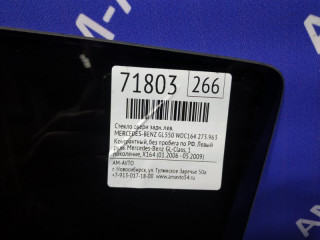 71803 266
Стекло двери задн. лев.
MERCEDES-BENZ GL550 WDC164 273.963
Контрактный, без пробега по РФ. Левый
руль. Mercedes-Benz GL-Class, 1
поколение, X164 (01.2006 - 05.2009)
АМ-АВТО
г. Новосибирск, ул Тулинское Заречье 50а
+7-913-017-18-00 www.amavto54.ru